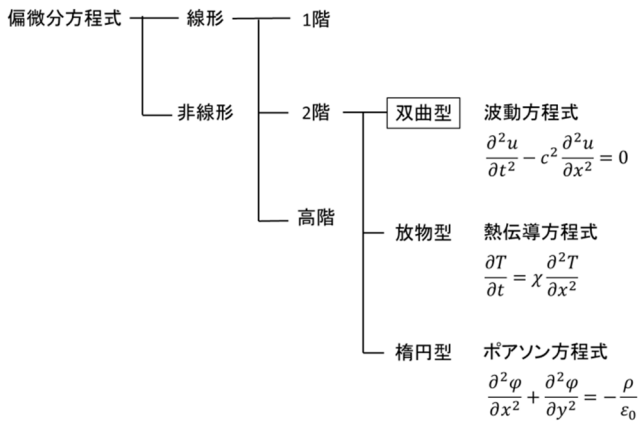 偏微分方程式 線形 1階
非線形 2階 双曲型 波動方程式
∂²u/∂t² − c² ∂²u/∂x² = 0
高階
放物型 熱伝導方程式
∂T/∂t = χ ∂²T/∂x²
楕円型 ポアソン方程式
∂²φ/∂x² + ∂²φ/∂y² = − ρ/ε₀